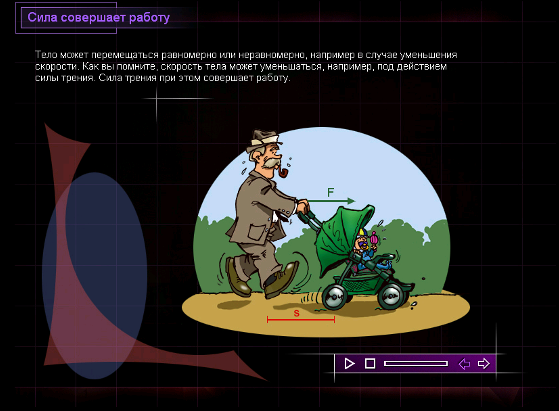 Сила совершает работу
Тело может перемещаться равномерно или неравномерно, например в случае уменьшения
скорости. Как вы помните, скорость тела может уменьшаться, например, под действием
силы трения. Сила трения при этом совершает работу.
F
s